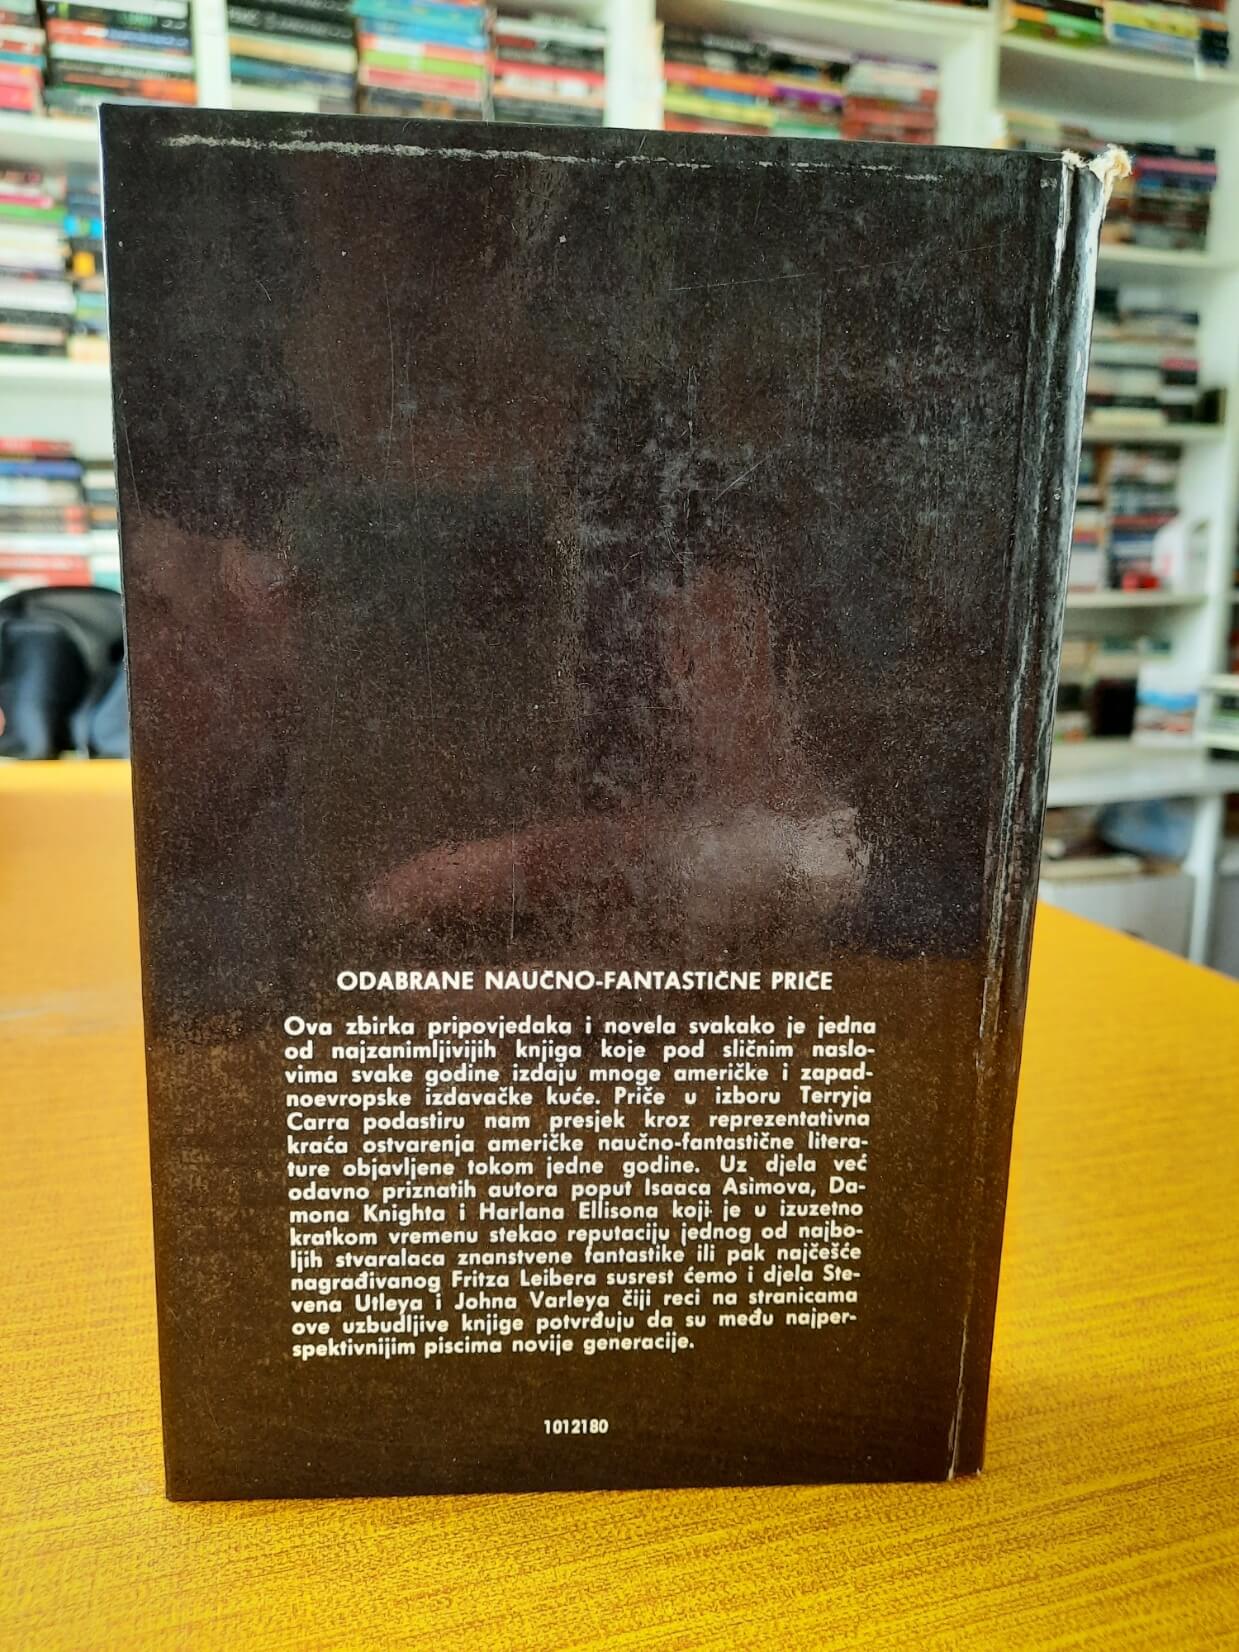 ODABRANE NAUČNO-FANTASTIČNE PRIČE
Ova zbirka pripovjedaka i novela svakako je jedna
od najzanimljivijih knjiga koje pod sličnim naslo-
vima svake godine izdaju mnoge američke i zapad-
noevropske izdavačke kuće. Priče u izboru Terryja
Carra podastiru nam presjek kroz reprezentativna
kraća ostvarenja američke naučno-fantastične litera-
ture objavljene tokom jedne godine. Uz djela već
odavno priznatih autora poput Isaaca Asimova, Da-
mona Knighta i Harlana Ellisona koji je u izuzetno
kratkom vremenu stekao reputaciju jednog od najbo-
ljih stvaralaca znanstvene fantastike ili pak najčešće
nagrađivanog Fritza Leibera susrest ćemo i djela Ste-
vena Utleya i Johna Varleya čiji reci na stranicama
ove uzbudljive knjige potvrđuju da su među najper-
spektivnijim piscima novije generacije.
1012180